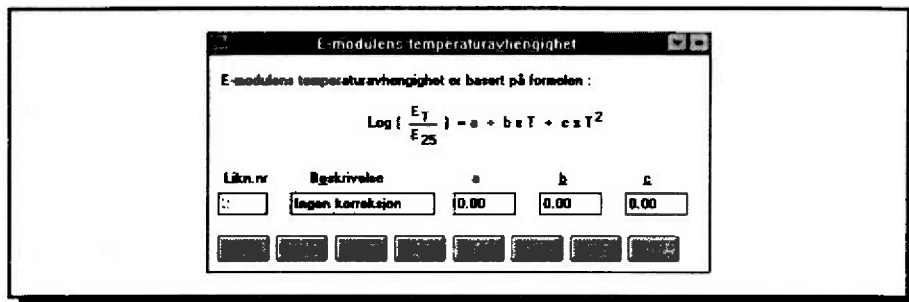 E-modulens temperaturavhengighet
E-modulens temperaturavhengighet er basert på formelen :
Log ( E_T / E_25 ) = a + b x T + c x T^2
Likn.nr Beskrivelse a b c
Ingen korreksjon 0.00 0.00 0.00